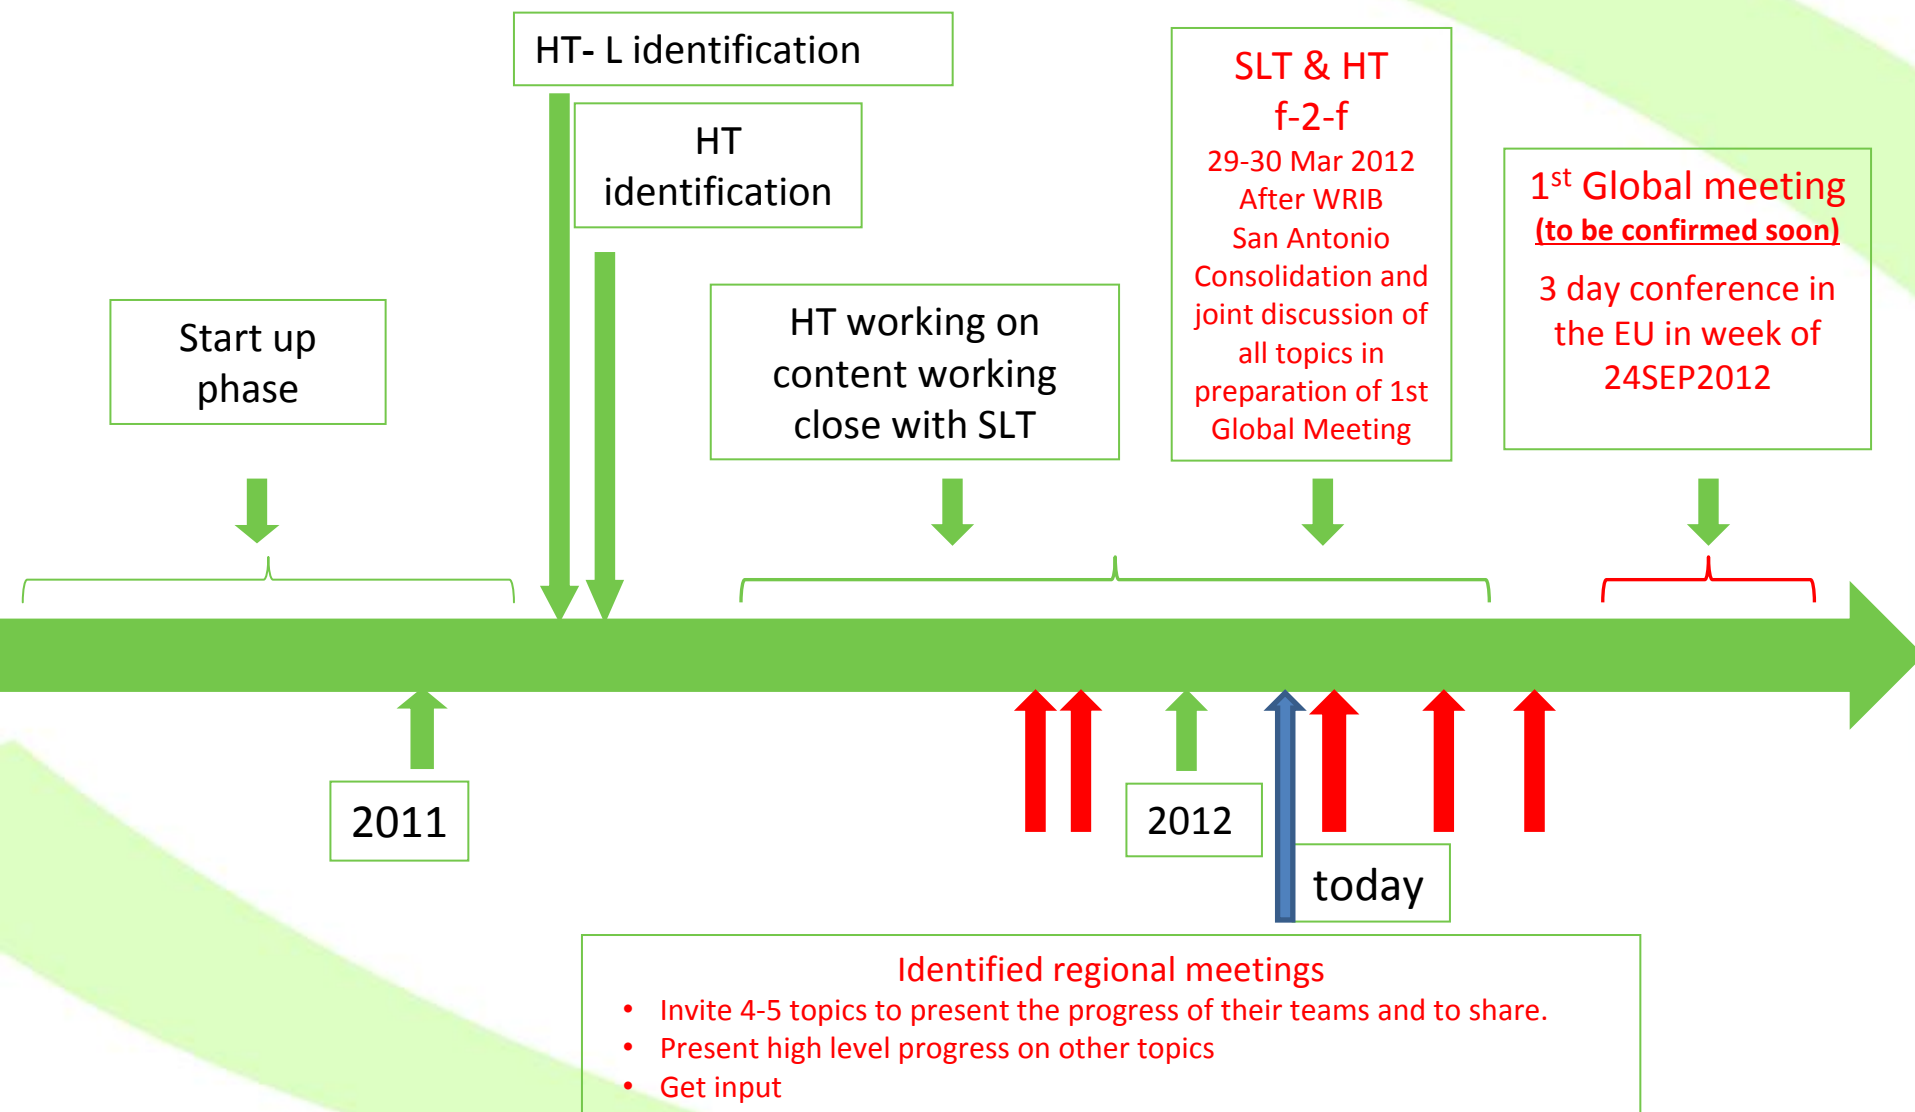 HT- L identification
HT
identification
SLT & HT
f-2-f
29-30 Mar 2012
After WRIB
San Antonio
Consolidation and
joint discussion of
all topics in
preparation of 1st
Global Meeting
1st Global meeting
(to be confirmed soon)
3 day conference in
the EU in week of
24SEP2012
Start up
phase
HT working on
content working
close with SLT
2011
2012
today
Identified regional meetings
• Invite 4-5 topics to present the progress of their teams and to share.
• Present high level progress on other topics
• Get input